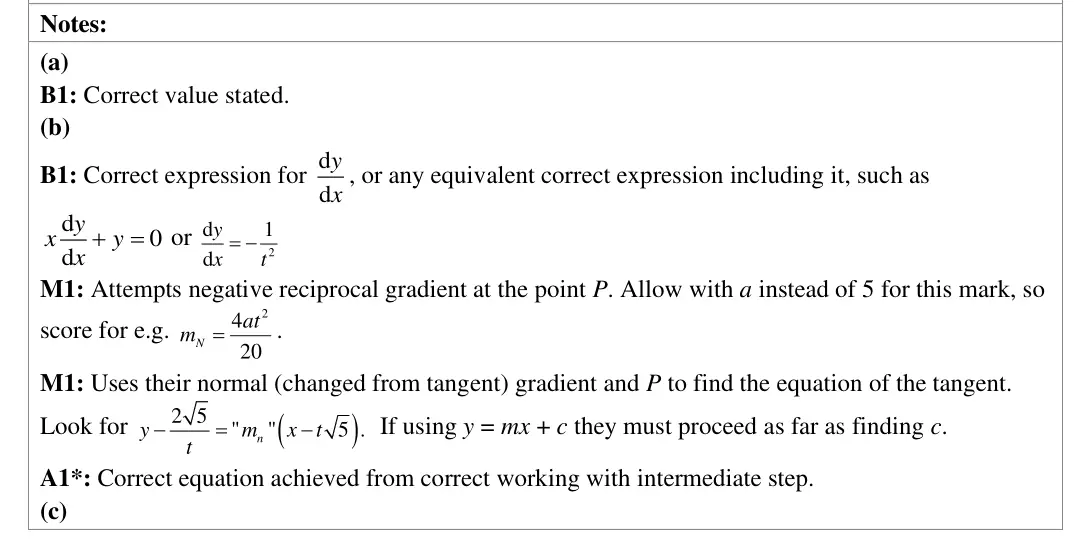 Notes:
(a)
B1: Correct value stated.
(b)
B1: Correct expression for dy/dx, or any equivalent correct expression including it, such as
x dy/dx + y = 0 or dy/dx = −1/t²
M1: Attempts negative reciprocal gradient at the point P. Allow with a instead of 5 for this mark, so
score for e.g. m_N = 4at²/20.
M1: Uses their normal (changed from tangent) gradient and P to find the equation of the tangent.
Look for y − 2√5/t = "m_n"(x − t√5). If using y = mx + c they must proceed as far as finding c.
A1*: Correct equation achieved from correct working with intermediate step.
(c)